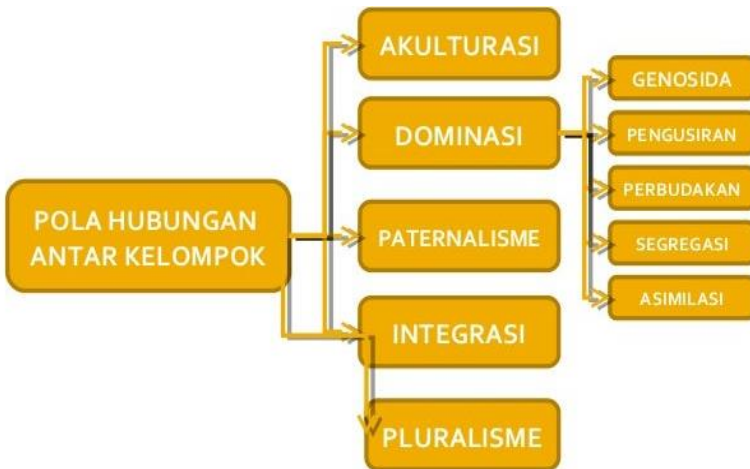 POLA HUBUNGAN
ANTAR KELOMPOK
AKULTURASI
DOMINASI
PATERNALISME
INTEGRASI
PLURALISME
GENOSIDA
PENGUSIRAN
PERBUDAKAN
SEGREGASI
ASIMILASI